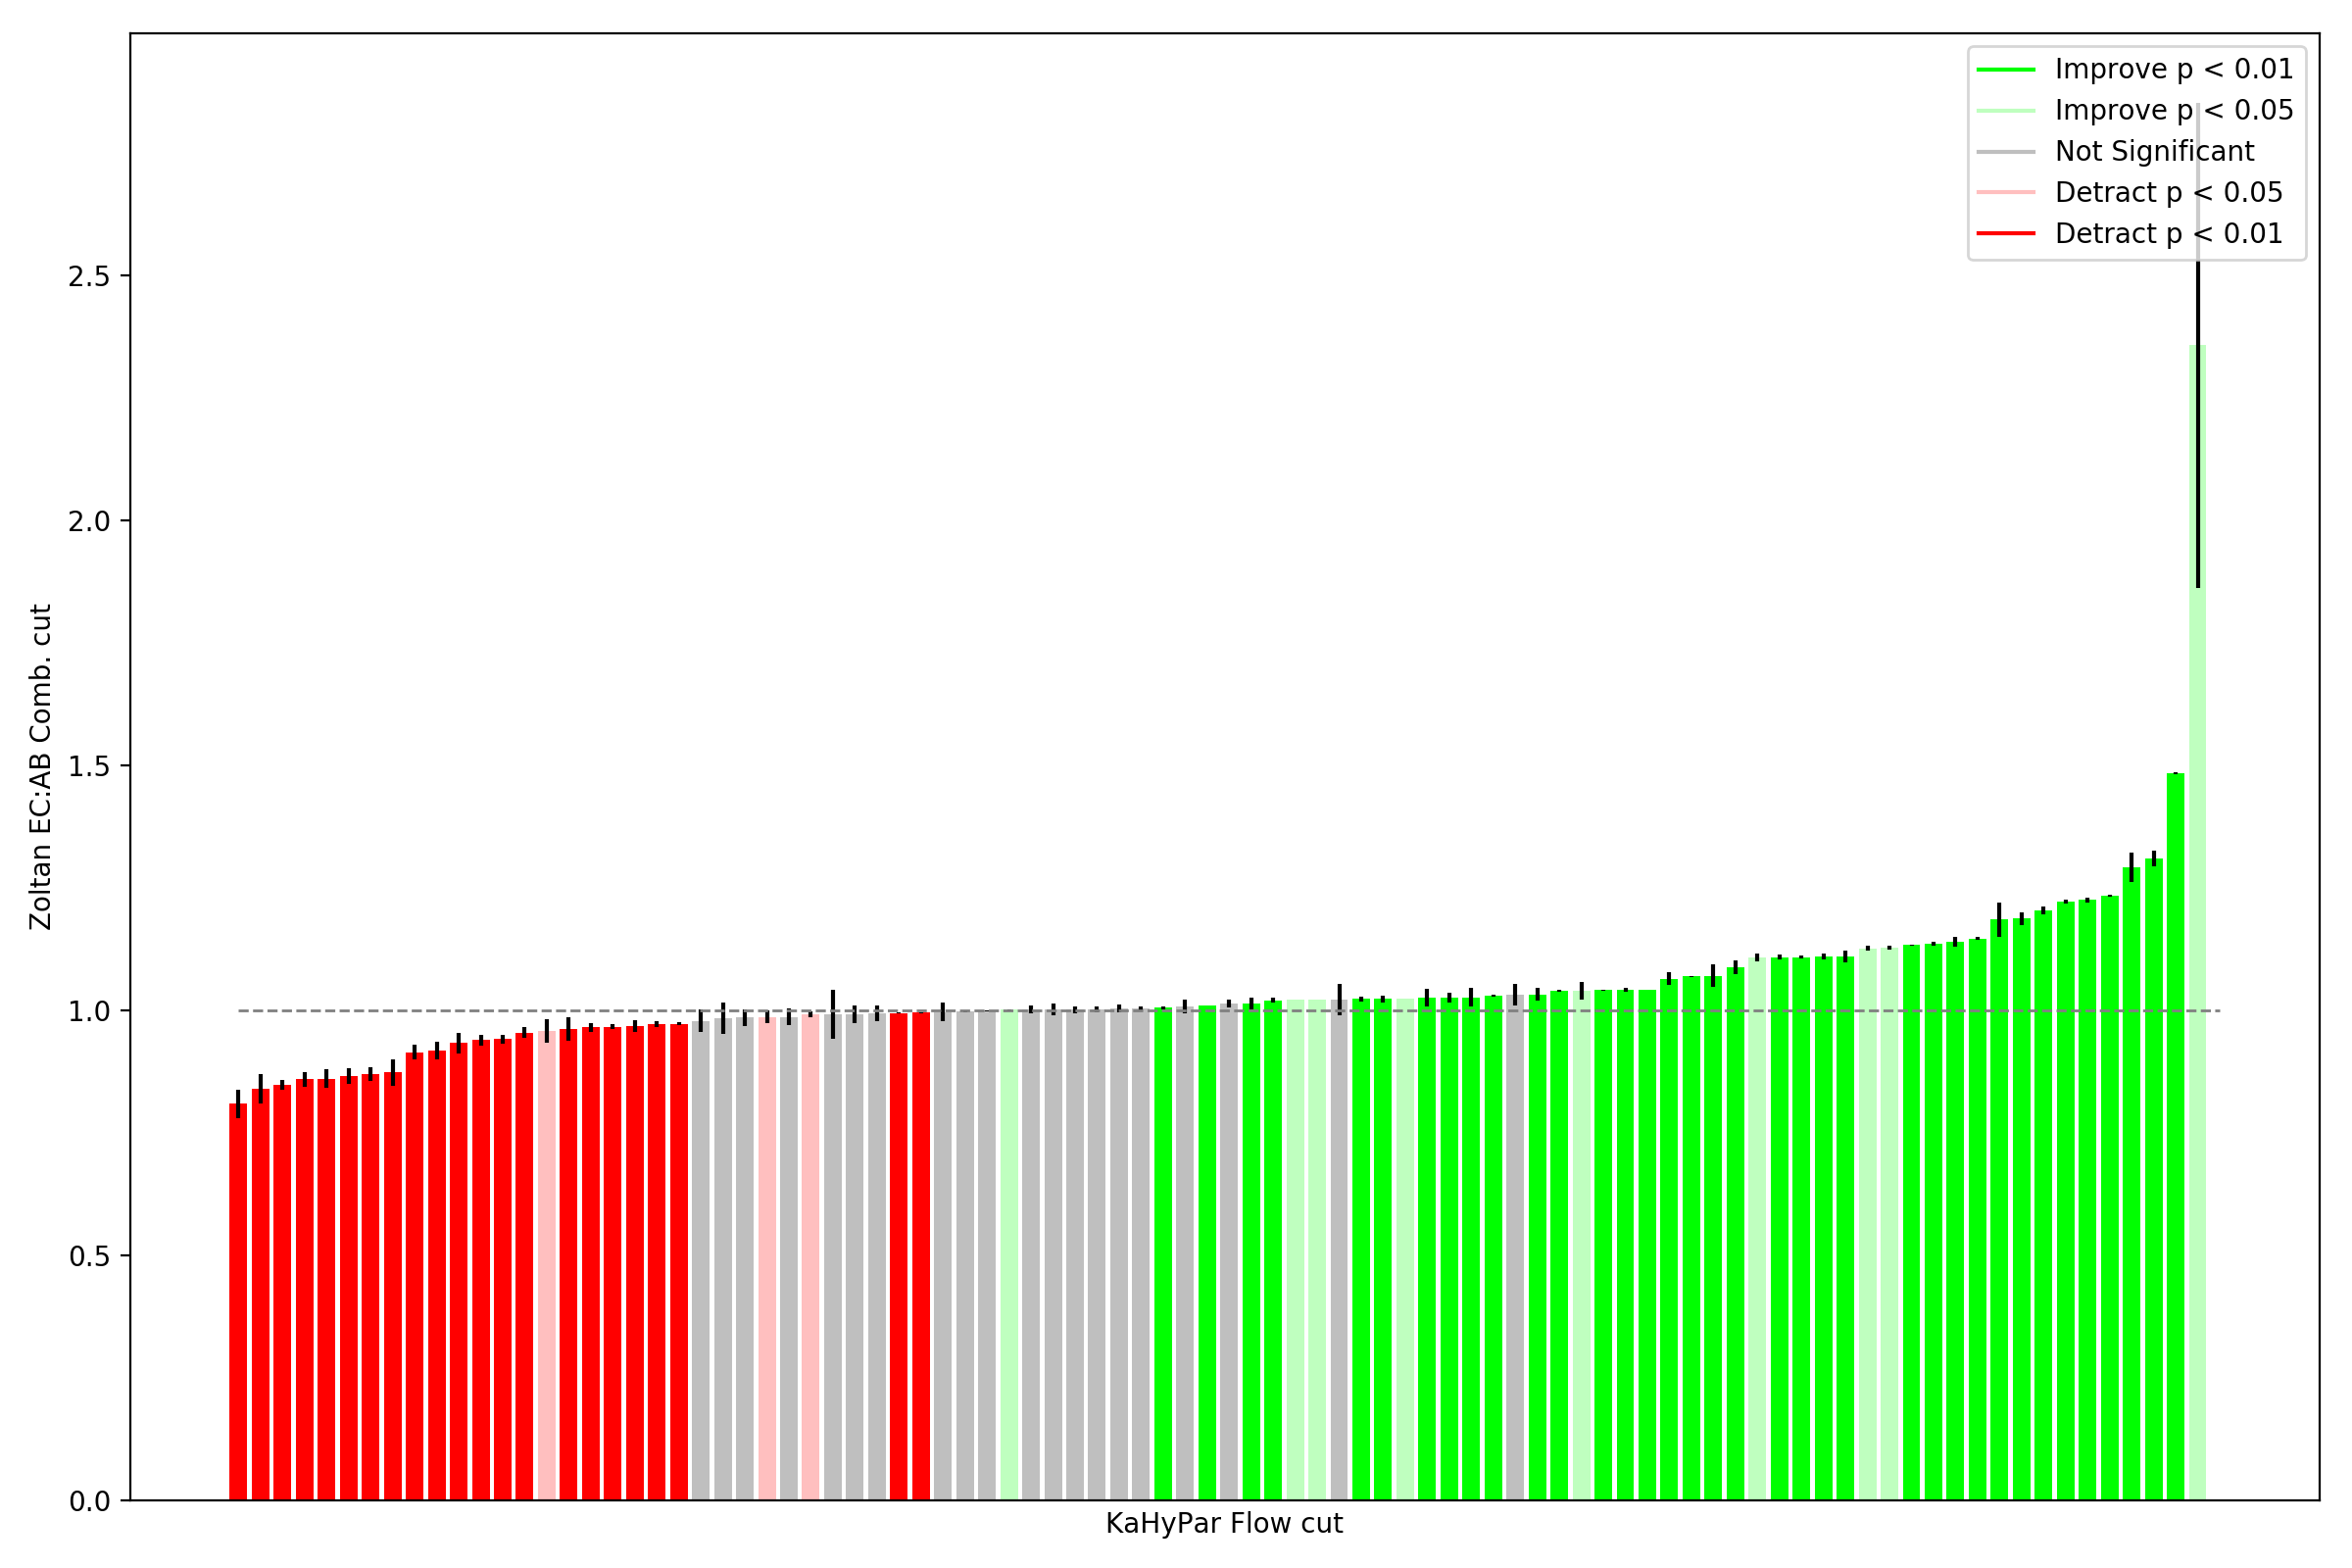 Improve p < 0.01
Improve p < 0.05
Not Significant
Detract p < 0.05
Detract p < 0.01
2.5
2.0
1.5
1.0
0.5
0.0
Zoltan EC:AB Comb. cut
KaHyPar Flow cut